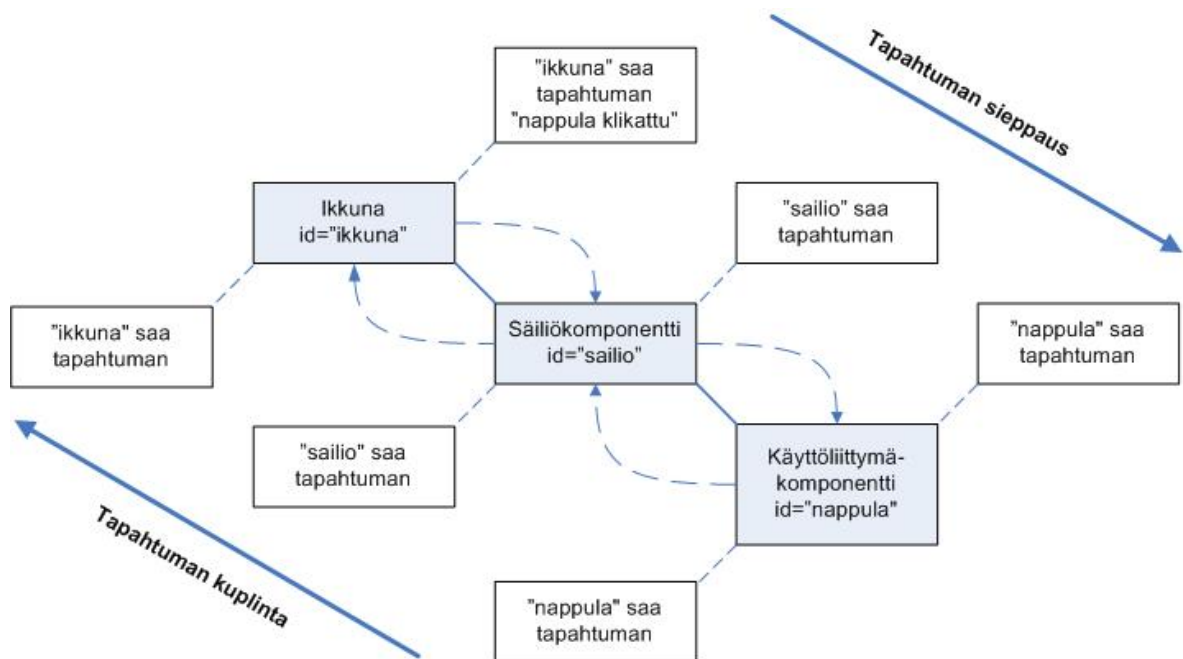 "ikkuna" saa
tapahtuman
"nappula klikattu"
Tapahtuman sieppaus
Ikkuna
id="ikkuna"
"sailio" saa
tapahtuman
"ikkuna" saa
tapahtuman
Säiliökomponentti
id="sailio"
"nappula" saa
tapahtuman
"sailio" saa
tapahtuman
Käyttöliittymä-
komponentti
id="nappula"
Tapahtuman kuplinta
"nappula" saa
tapahtuman